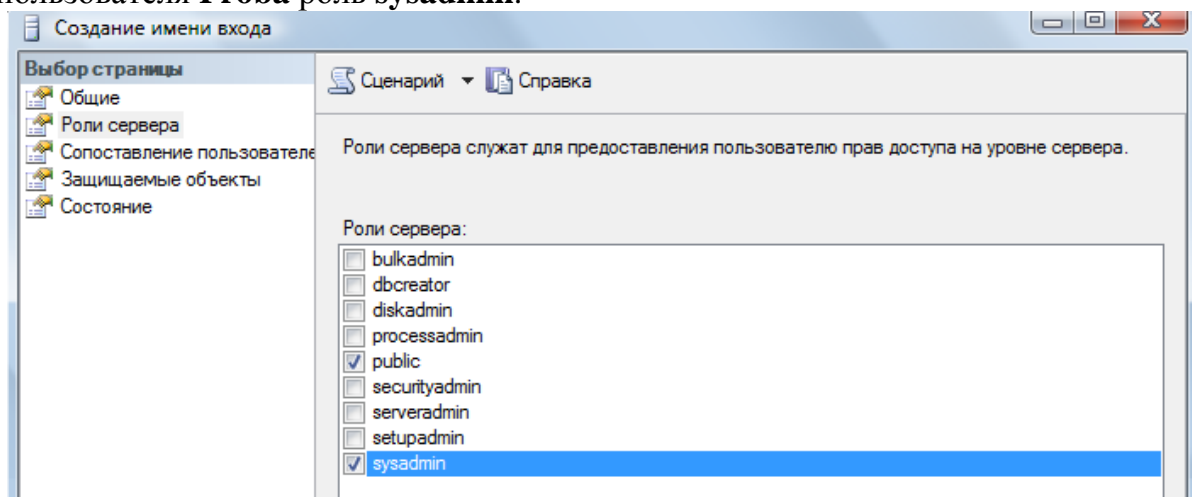 пользователя Proba роль sysadmin.
Создание имени входа
Выбор страницы
Общие
Роли сервера
Сопоставление пользователе
Защищаемые объекты
Состояние
Сценарий Справка
Роли сервера служат для предоставления пользователю прав доступа на уровне сервера.
Роли сервера:
bulkadmin
dbcreator
diskadmin
processadmin
public
securityadmin
serveradmin
setupadmin
sysadmin